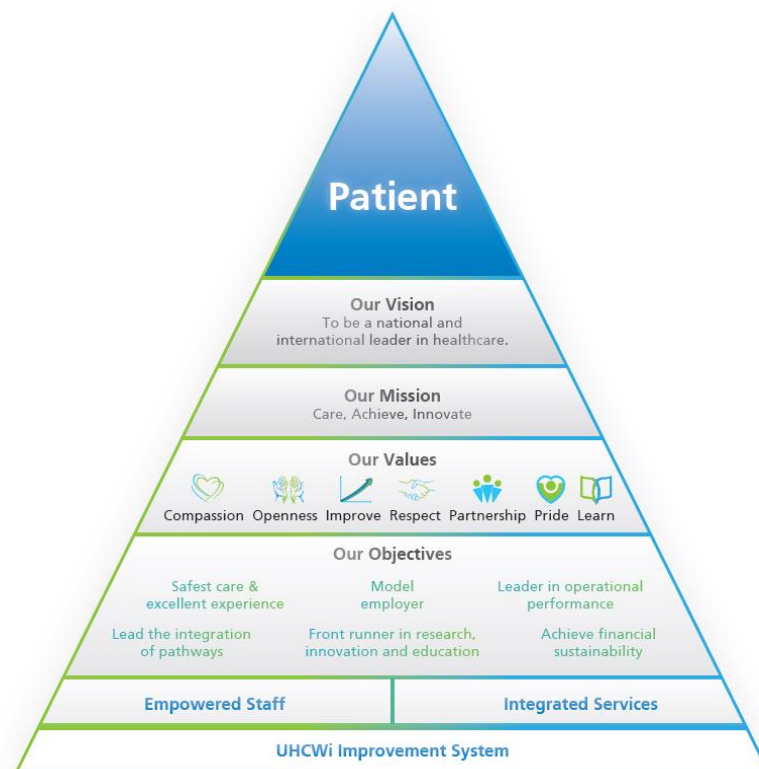 Patient
Our Vision
To be a national and
international leader in healthcare.
Our Mission
Care, Achieve, Innovate
Our Values
Compassion Openness Improve Respect Partnership Pride Learn
Our Objectives
Safest care &
excellent experience
Model
employer
Leader in operational
performance
Lead the integration
of pathways
Front runner in research,
innovation and education
Achieve financial
sustainability
Empowered Staff
Integrated Services
UHCWi Improvement System